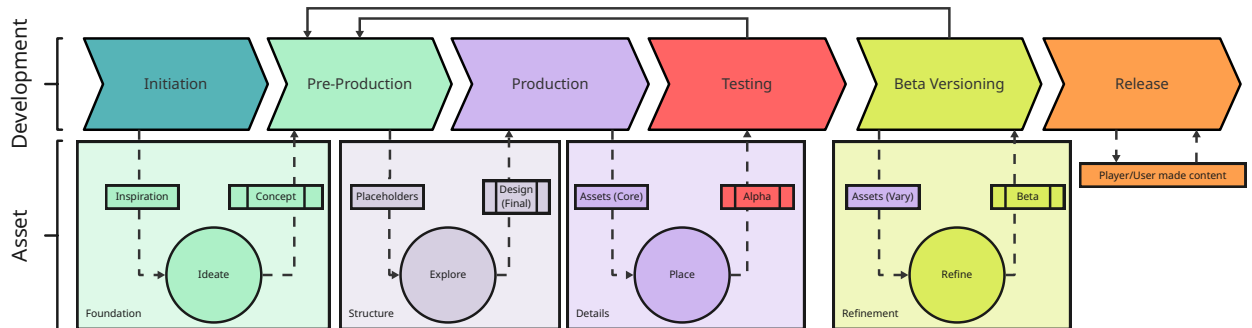 Development
Initiation
Pre-Production
Production
Testing
Beta Versioning
Release
Asset
Inspiration
Concept
Ideate
Foundation
Placeholders
Design
(Final)
Explore
Structure
Assets (Core)
Alpha
Place
Details
Assets (Vary)
Beta
Refine
Refinement
Player/User made content